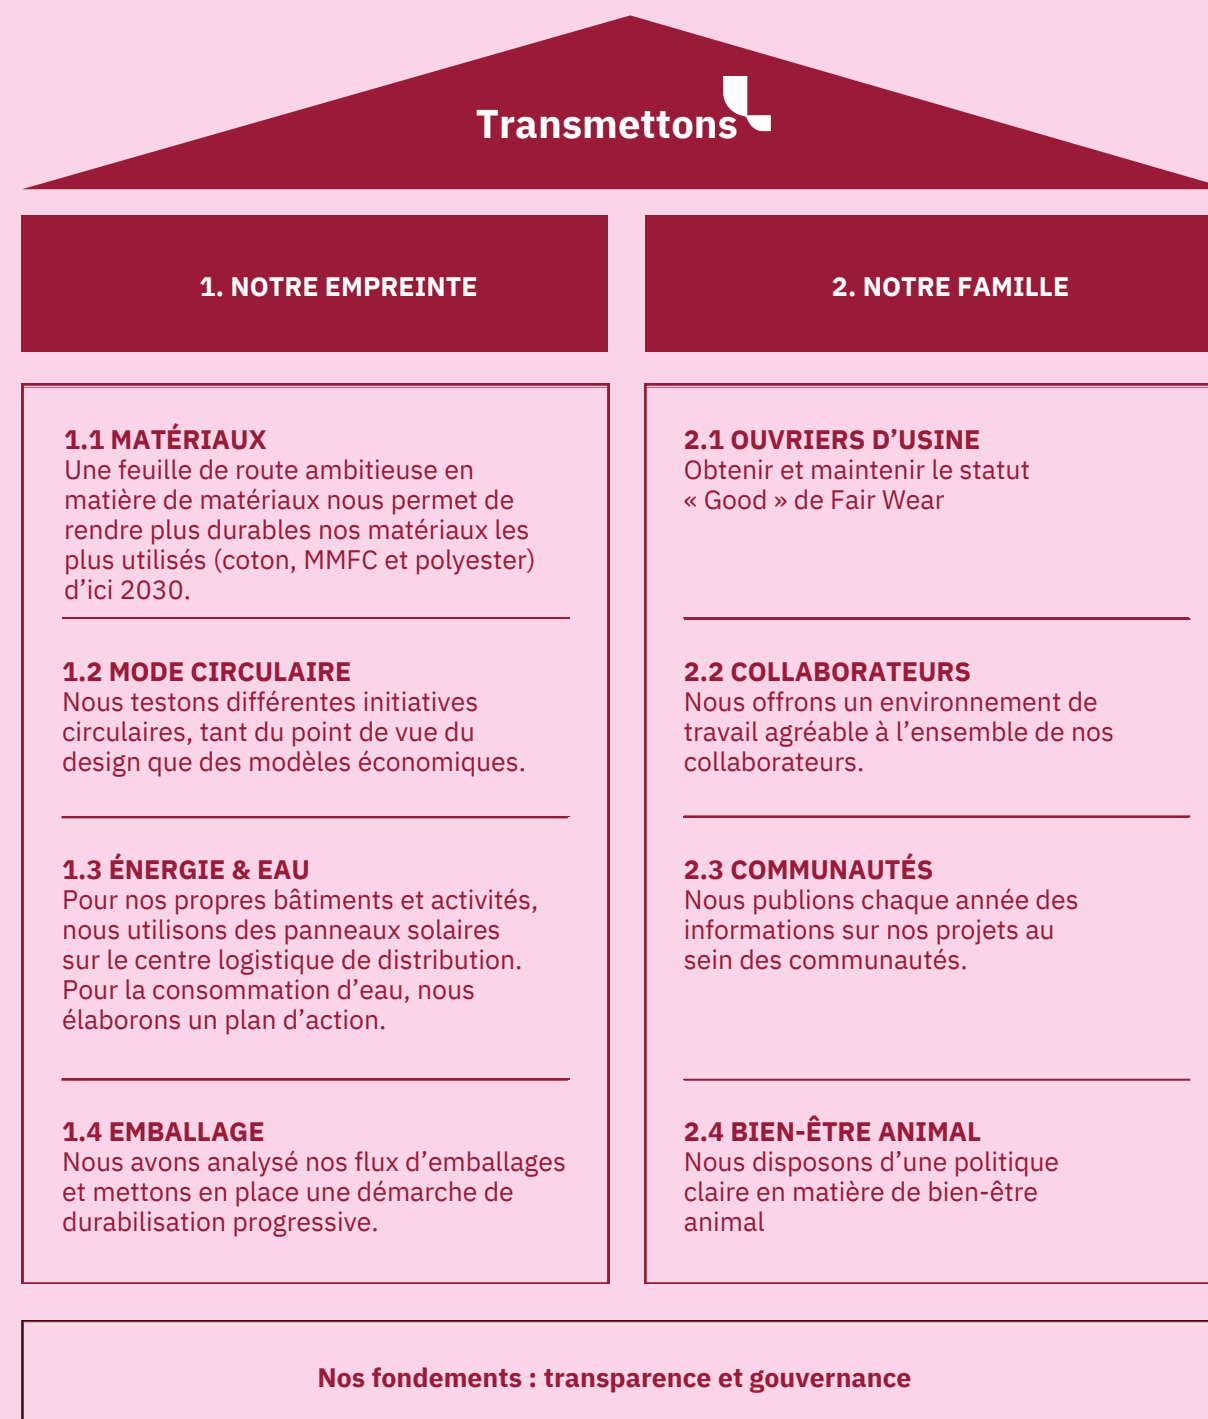 Transmettons
1. NOTRE EMPREINTE
2. NOTRE FAMILLE
1.1 MATÉRIAUX
Une feuille de route ambitieuse en
matière de matériaux nous permet de
rendre plus durables nos matériaux les
plus utilisés (coton, MMFC et polyester)
d’ici 2030.
1.2 MODE CIRCULAIRE
Nous testons différentes initiatives
circulaires, tant du point de vue du
design que des modèles économiques.
1.3 ÉNERGIE & EAU
Pour nos propres bâtiments et activités,
nous utilisons des panneaux solaires
sur le centre logistique de distribution.
Pour la consommation d’eau, nous
élaborons un plan d’action.
1.4 EMBALLAGE
Nous avons analysé nos flux d’emballages
et mettons en place une démarche de
durabilisation progressive.
2.1 OUVRIERS D’USINE
Obtenir et maintenir le statut
« Good » de Fair Wear
2.2 COLLABORATEURS
Nous offrons un environnement de
travail agréable à l’ensemble de nos
collaborateurs.
2.3 COMMUNAUTÉS
Nous publions chaque année des
informations sur nos projets au
sein des communautés.
2.4 BIEN-ÊTRE ANIMAL
Nous disposons d’une politique
claire en matière de bien-être
animal
Nos fondements : transparence et gouvernance